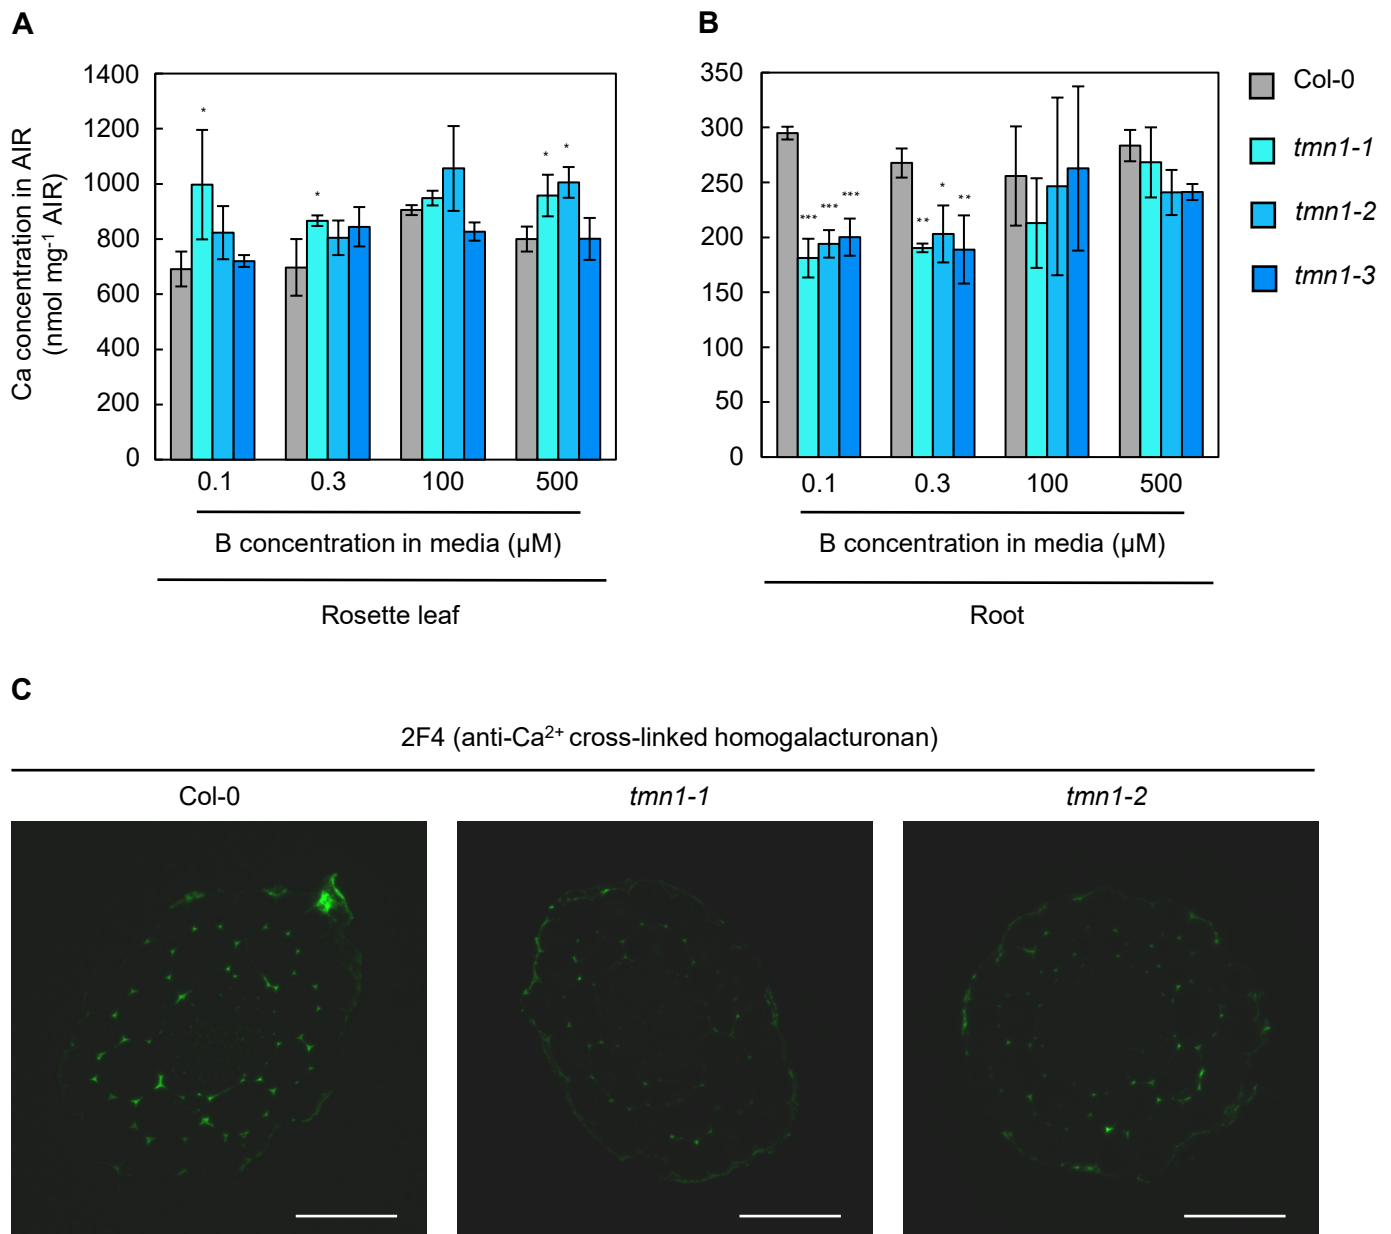 A
Ca concentration in AIR
(nmol mg⁻¹ AIR)
1400
1200
1000
800
600
400
200
0
*
*
*
*
0.1 0.3 100 500
B concentration in media (µM)
Rosette leaf
B
350
300
250
200
150
100
50
0
***
***
***
**
*
**
0.1 0.3 100 500
B concentration in media (µM)
Root
Col-0
tmn1-1
tmn1-2
tmn1-3
C
2F4 (anti-Ca²⁺ cross-linked homogalacturonan)
Col-0 tmn1-1 tmn1-2